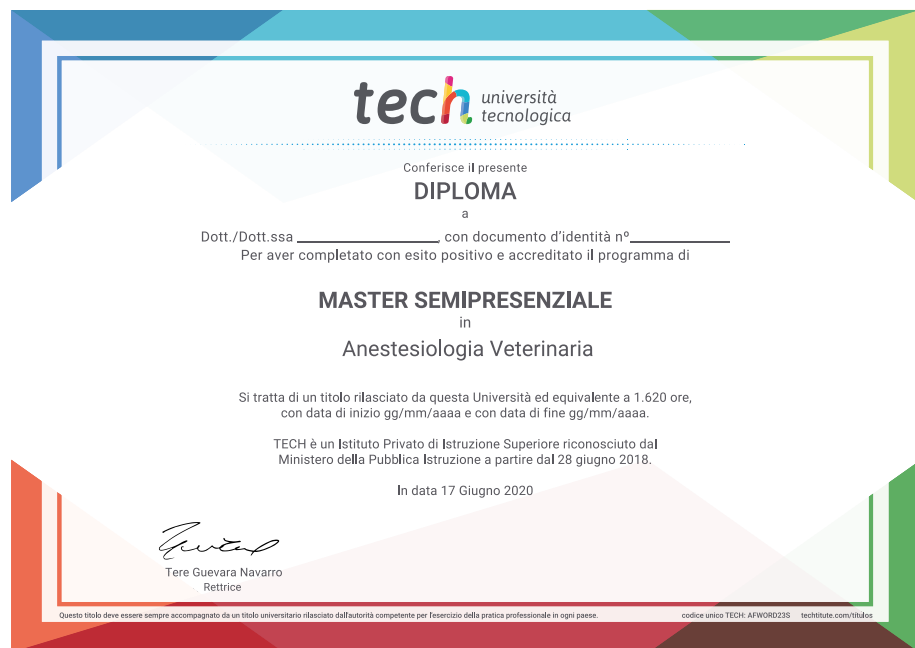 tech università
tecnologica
Conferisce il presente
DIPLOMA
a
Dott./Dott.ssa ____________, con documento d'identità nº____________
Per aver completato con esito positivo e accreditato il programma di
MASTER SEMIPRESENZIALE
in
Anestesiologia Veterinaria
Si tratta di un titolo rilasciato da questa Università ed equivalente a 1.620 ore,
con data di inizio gg/mm/aaaa e con data di fine gg/mm/aaaa.
TECH è un Istituto Privato di Istruzione Superiore riconosciuto dal
Ministero della Pubblica Istruzione a partire dal 28 giugno 2018.
In data 17 Giugno 2020
Tere Guevara Navarro
Rettrice
Questo titolo deve essere sempre accompagnato da un titolo universitario rilasciato dall'autorità competente per l'esercizio della pratica professionale in ogni paese. codice unico TECH: AFWORD23S techtitute.com/titulos